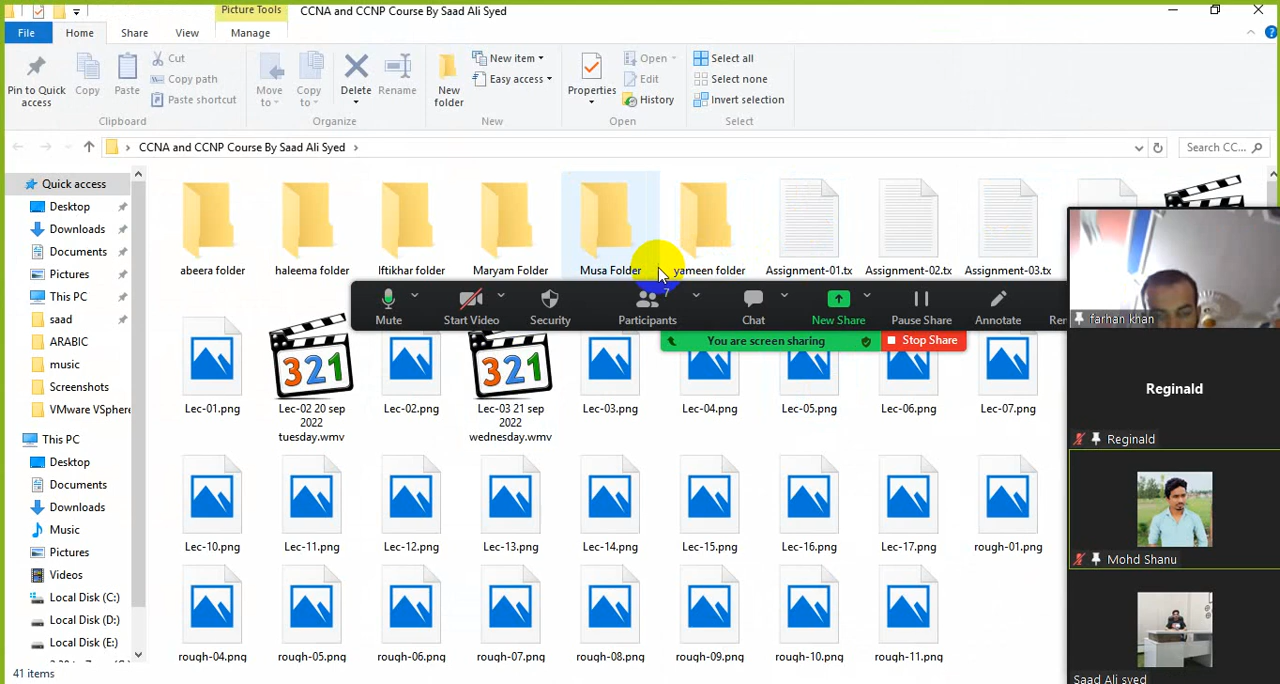 Picture Tools
CCNA and CCNP Course By Saad Ali Syed
File
Home
Share
View
Manage
Pin to Quick access
Copy
Paste
Cut
Copy path
Paste shortcut
Clipboard
Move to
Copy to
Delete
Rename
Organize
New folder
New item
Easy access
New
Properties
Open
Edit
History
Open
Select all
Select none
Invert selection
Select
CCNA and CCNP Course By Saad Ali Syed
Search CC...
Quick access
Desktop
Downloads
Documents
Pictures
This PC
saad
ARABIC
music
Screenshots
VMware VSphere
This PC
Desktop
Documents
Downloads
Music
Pictures
Videos
Local Disk (C:)
Local Disk (D:)
Local Disk (E:)
abeera folder
haleema folder
Iftikhar folder
Maryam Folder
Musa Folder
yameen folder
Assignment-01.tx
Assignment-02.tx
Assignment-03.tx
Mute
Start Video
Security
7
Participants
Chat
New Share
Pause Share
Annotate
Rer
You are screen sharing
Stop Share
321
321
Lec-01.png
Lec-02 20 sep
2022
tuesday.wmv
Lec-02.png
Lec-03 21 sep
2022
wednesday.wmv
Lec-03.png
Lec-04.png
Lec-05.png
Lec-06.png
Lec-07.png
Lec-10.png
Lec-11.png
Lec-12.png
Lec-13.png
Lec-14.png
Lec-15.png
Lec-16.png
Lec-17.png
rough-01.png
rough-04.png
rough-05.png
rough-06.png
rough-07.png
rough-08.png
rough-09.png
rough-10.png
rough-11.png
farhan khan
Reginald
Reginald
Mohd Shanu
Saad Ali syed
41 items